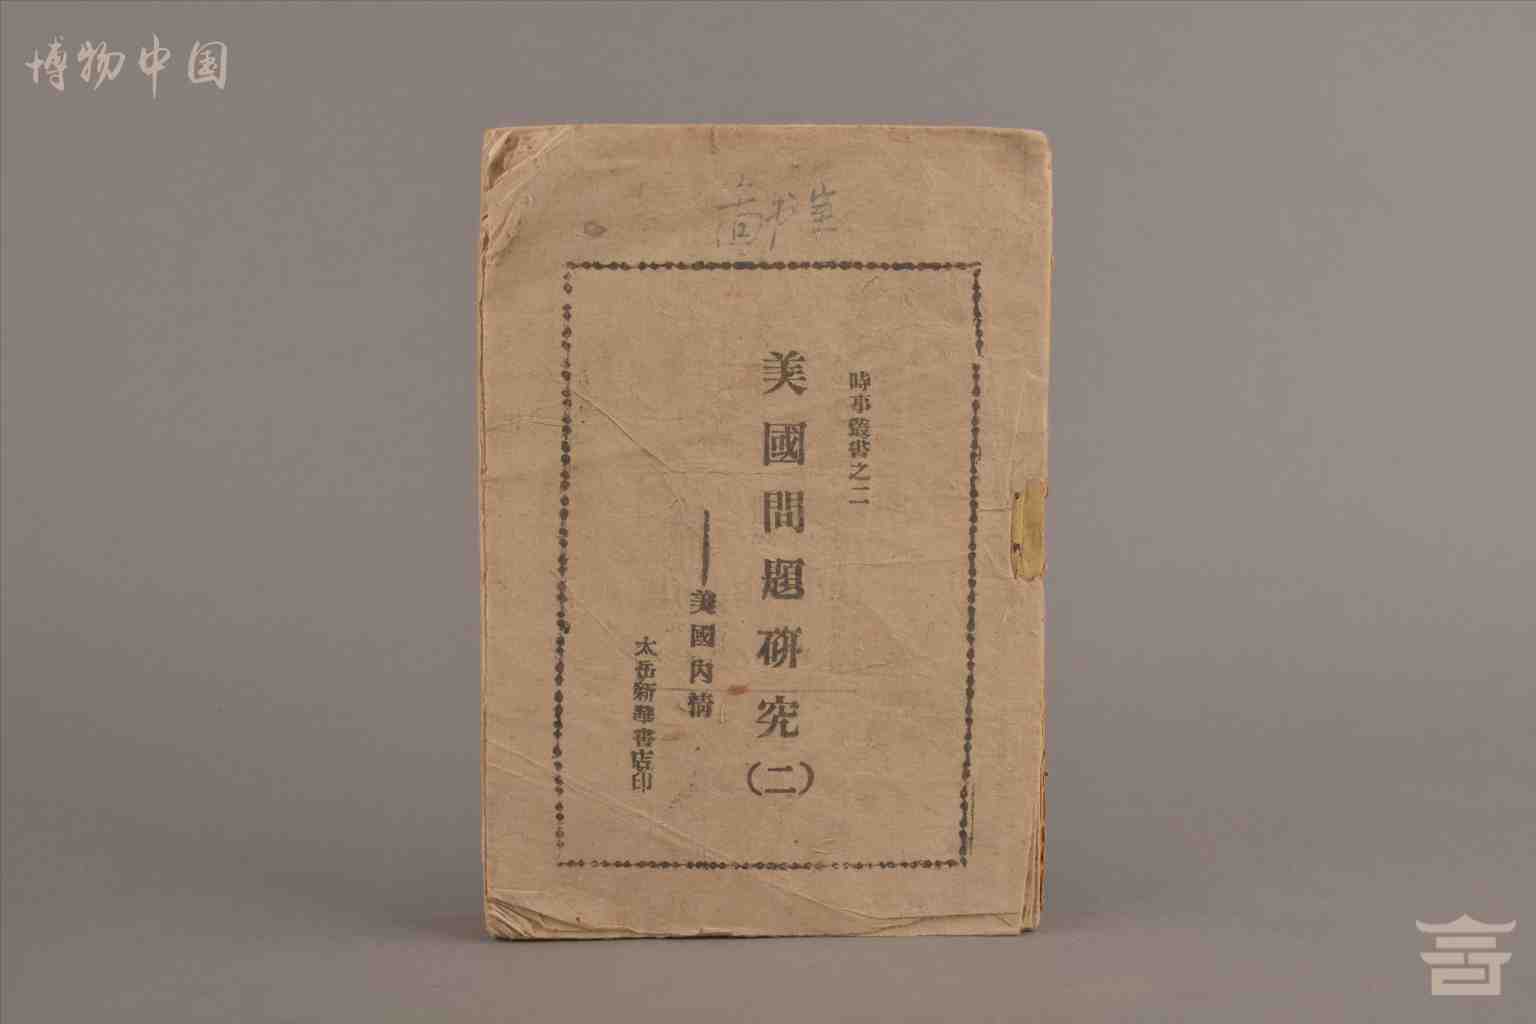 博物中国
時事叢書之二
美國問題研究(二)
——美國內情
太岳新華書店印